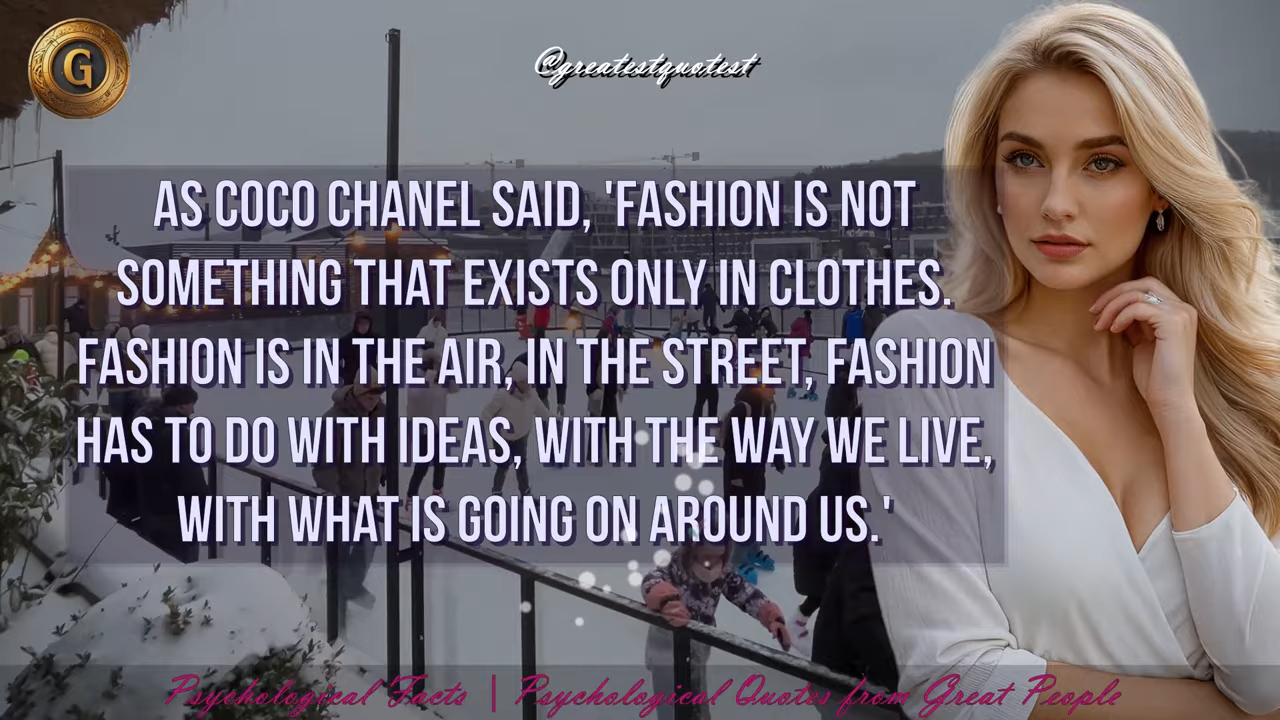 G
@greatestquotest
AS COCO CHANEL SAID, 'FASHION IS NOT
SOMETHING THAT EXISTS ONLY IN CLOTHES.
FASHION IS IN THE AIR, IN THE STREET, FASHION
HAS TO DO WITH IDEAS, WITH THE WAY WE LIVE,
WITH WHAT IS GOING ON AROUND US.'
Psychological Facts | Psychological Quotes from Great People